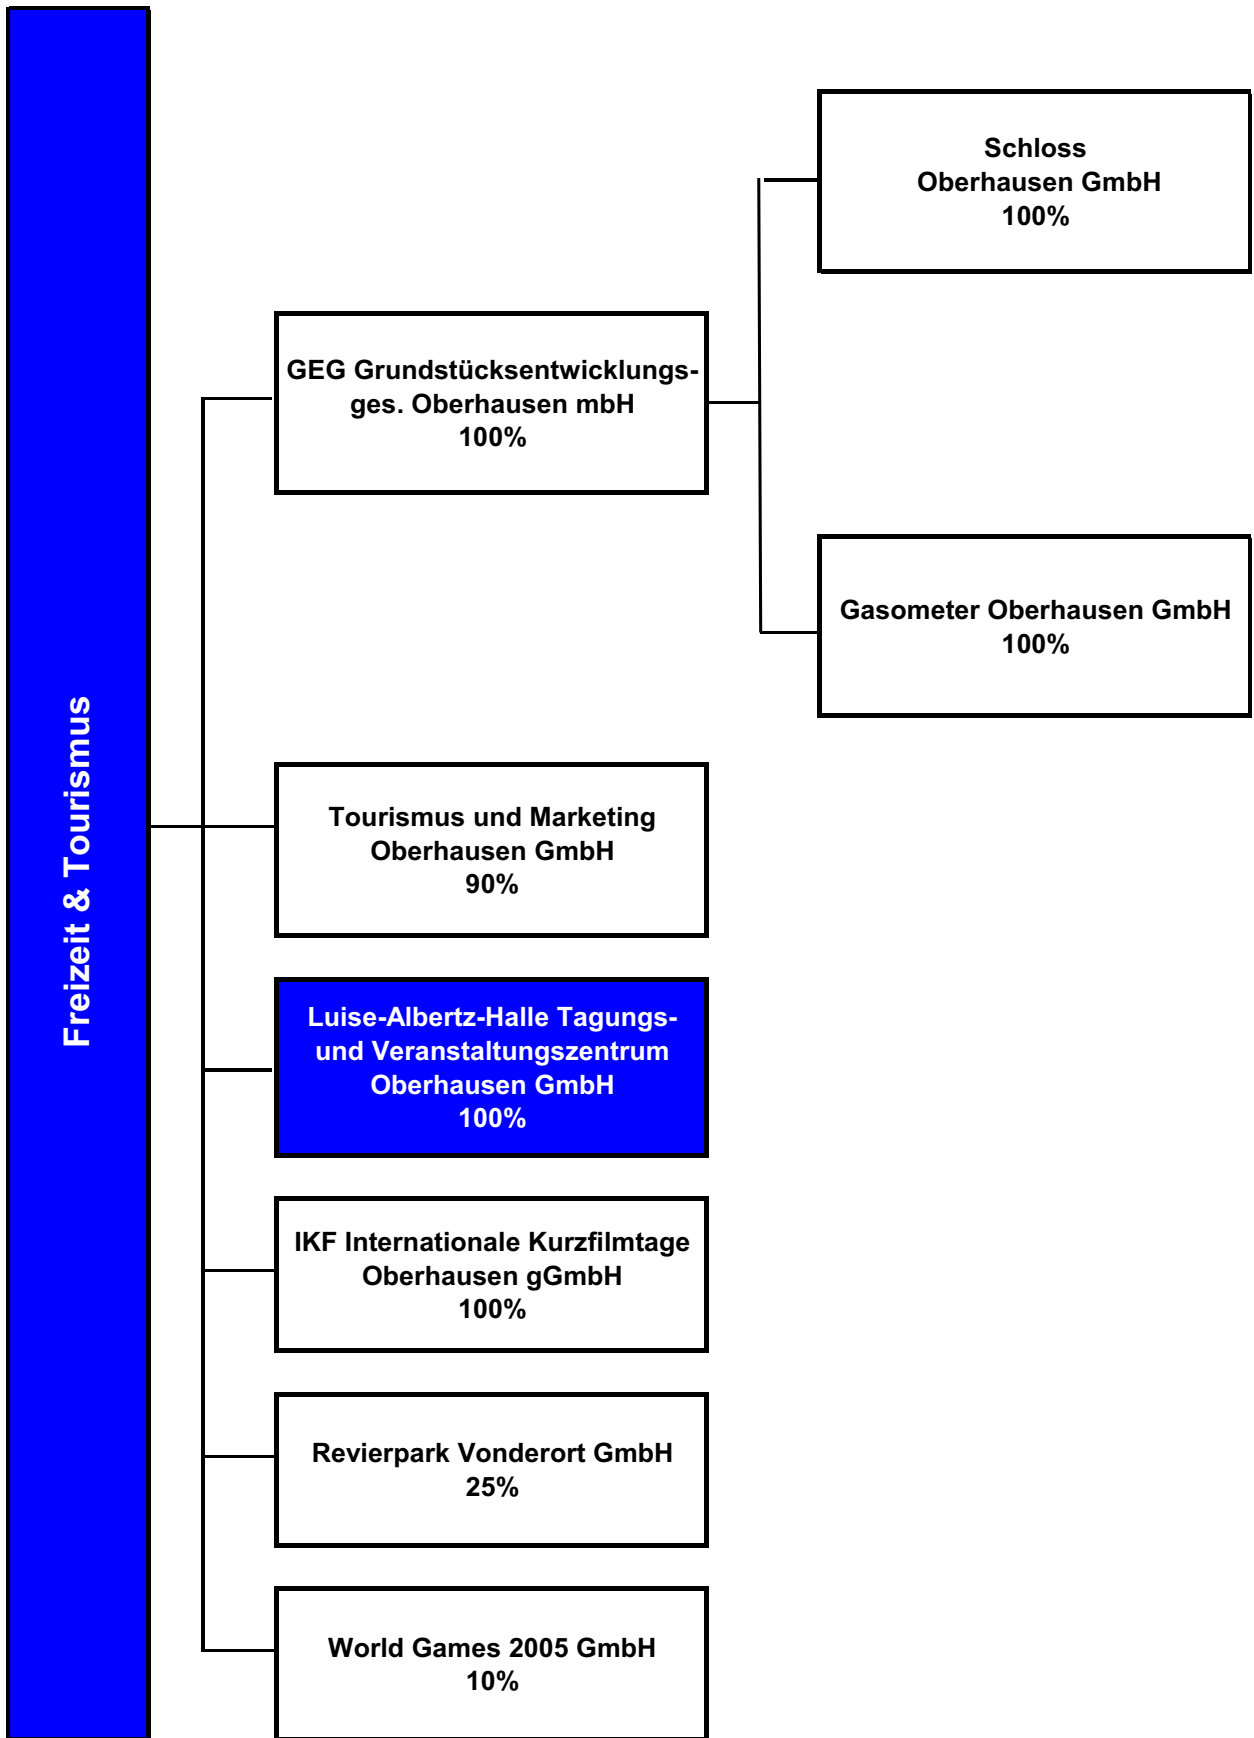 Freizeit & Tourismus
Schloss
Oberhausen GmbH
100%
GEG Grundstücksentwicklungs-
ges. Oberhausen mbH
100%
Gasometer Oberhausen GmbH
100%
Tourismus und Marketing
Oberhausen GmbH
90%
Luise-Albertz-Halle Tagungs-
und Veranstaltungszentrum
Oberhausen GmbH
100%
IKF Internationale Kurzfilmtage
Oberhausen gGmbH
100%
Revierpark Vonderort GmbH
25%
World Games 2005 GmbH
10%